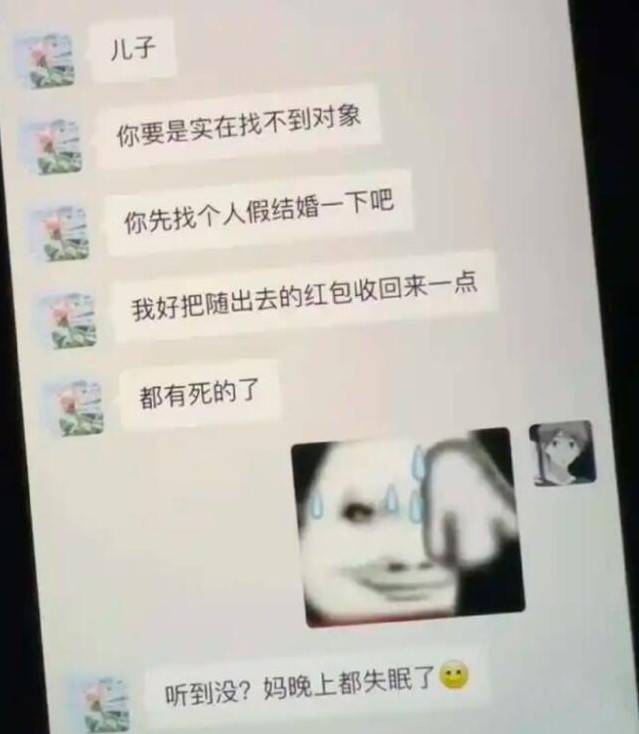 儿子
你要是实在找不到对象
你先找个人假结婚一下吧
我好把随出去的红包收回来一点
都有死的了
听到没？妈晚上都失眠了